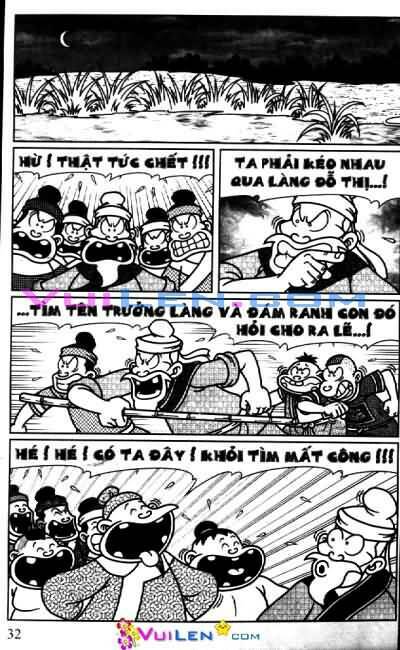 HỪ ! THẬT TỨC CHẾT !!!
TA PHẢI KÉO NHAU
QUA LÀNG ĐỖ THỊ...!
VUILEN.COM
...TÌM TÊN TRƯỞNG LÀNG VÀ ĐÁM RANH CON ĐÓ
HỎI CHO RA LẼ...!
HÉ ! HÉ ! CÓ TA ĐÂY ! KHỎI TÌM MẤT CÔNG !!!
32
VUILEN.COM